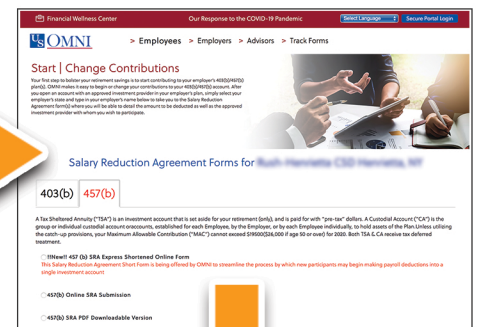 Financial Wellness Center Our Response to the COVID-19 Pandemic Select Language Secure Portal Login
US OMNI > Employees > Employers > Advisors > Track Forms
Start | Change Contributions
Your first step to bolster your retirement savings is to start contributing to your employer's 403(b)/457(b)
plan(s). OMNI makes it easy to begin or change your contributions to your 403(b)/457(b) account. After
you open an account with an approved investment provider in your employer's plan, simply select your
employer's state and type in your employer's name below to take you to the Salary Reduction
Agreement form(s) where you will be able to detail the amount to be deducted as well as the approved
investment provider with whom you wish to participate.
Salary Reduction Agreement Forms for
403(b) 457(b)
A Tax Sheltered Annuity ("TSA") is an investment account that is set aside for your retirement (only), and is paid for with "pre-tax" dollars. A Custodial Account ("CA") is the
group or individual custodial account oraccounts, established for each Employee, by the Employer, or by each Employee individually, to hold assets of the Plan.Unless utilizing
the catch-up provisions, your Maximum Allowable Contribution ("MAC") cannot exceed $19500($26,000 if age 50 or over) for 2020. Both TSA & CA receive tax deferred
treatment.
!!New!! 457 (b) SRA Express Shortened Online Form
This Salary Reduction Agreement Short Form is being offered by OMNI to streamline the process by which new participants may begin making payroll deductions into a
single investment account
457(b) Online SRA Submission
457(b) SRA PDF Downloadable Version